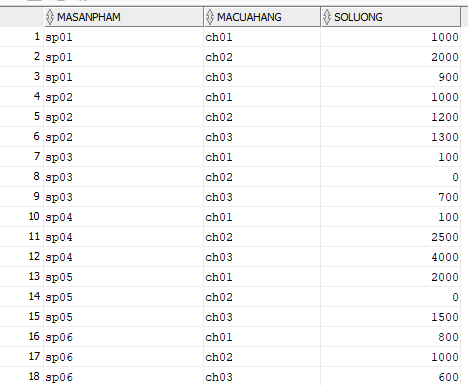 MASANPHAM MACUAHANG SOLUONG
1 sp01 ch01 1000
2 sp01 ch02 2000
3 sp01 ch03 900
4 sp02 ch01 1000
5 sp02 ch02 1200
6 sp02 ch03 1300
7 sp03 ch01 100
8 sp03 ch02 0
9 sp03 ch03 700
10 sp04 ch01 100
11 sp04 ch02 2500
12 sp04 ch03 4000
13 sp05 ch01 2000
14 sp05 ch02 0
15 sp05 ch03 1500
16 sp06 ch01 800
17 sp06 ch02 1000
18 sp06 ch03 600